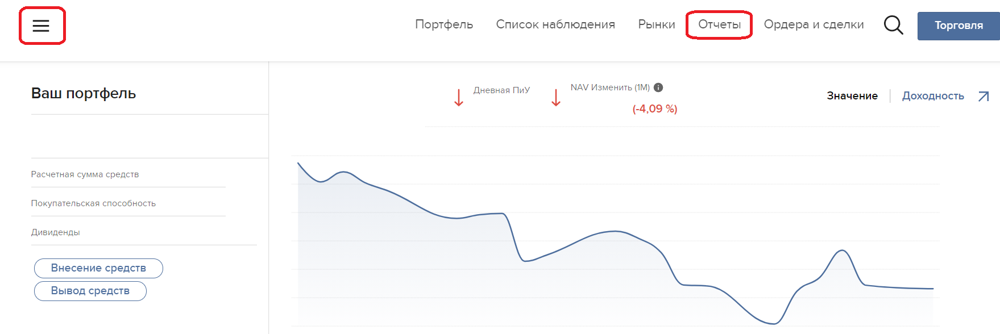 Портфель Список наблюдения Рынки Отчеты Ордера и сделки Торговля
Ваш портфель
Дневная ПиУ
NAV Изменить (1M) i
(-4,09 %)
Значение Доходность
Расчетная сумма средств
Покупательская способность
Дивиденды
Внесение средств
Вывод средств